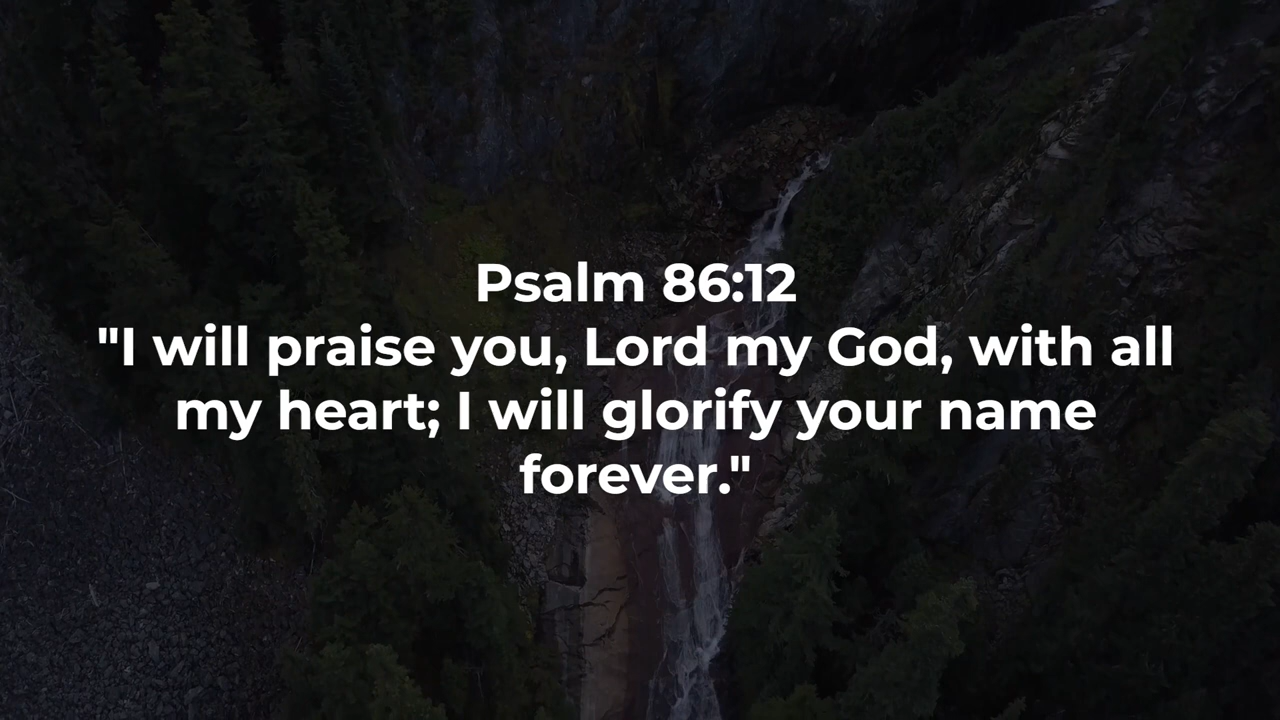 Psalm 86:12
"I will praise you, Lord my God, with all
my heart; I will glorify your name
forever."